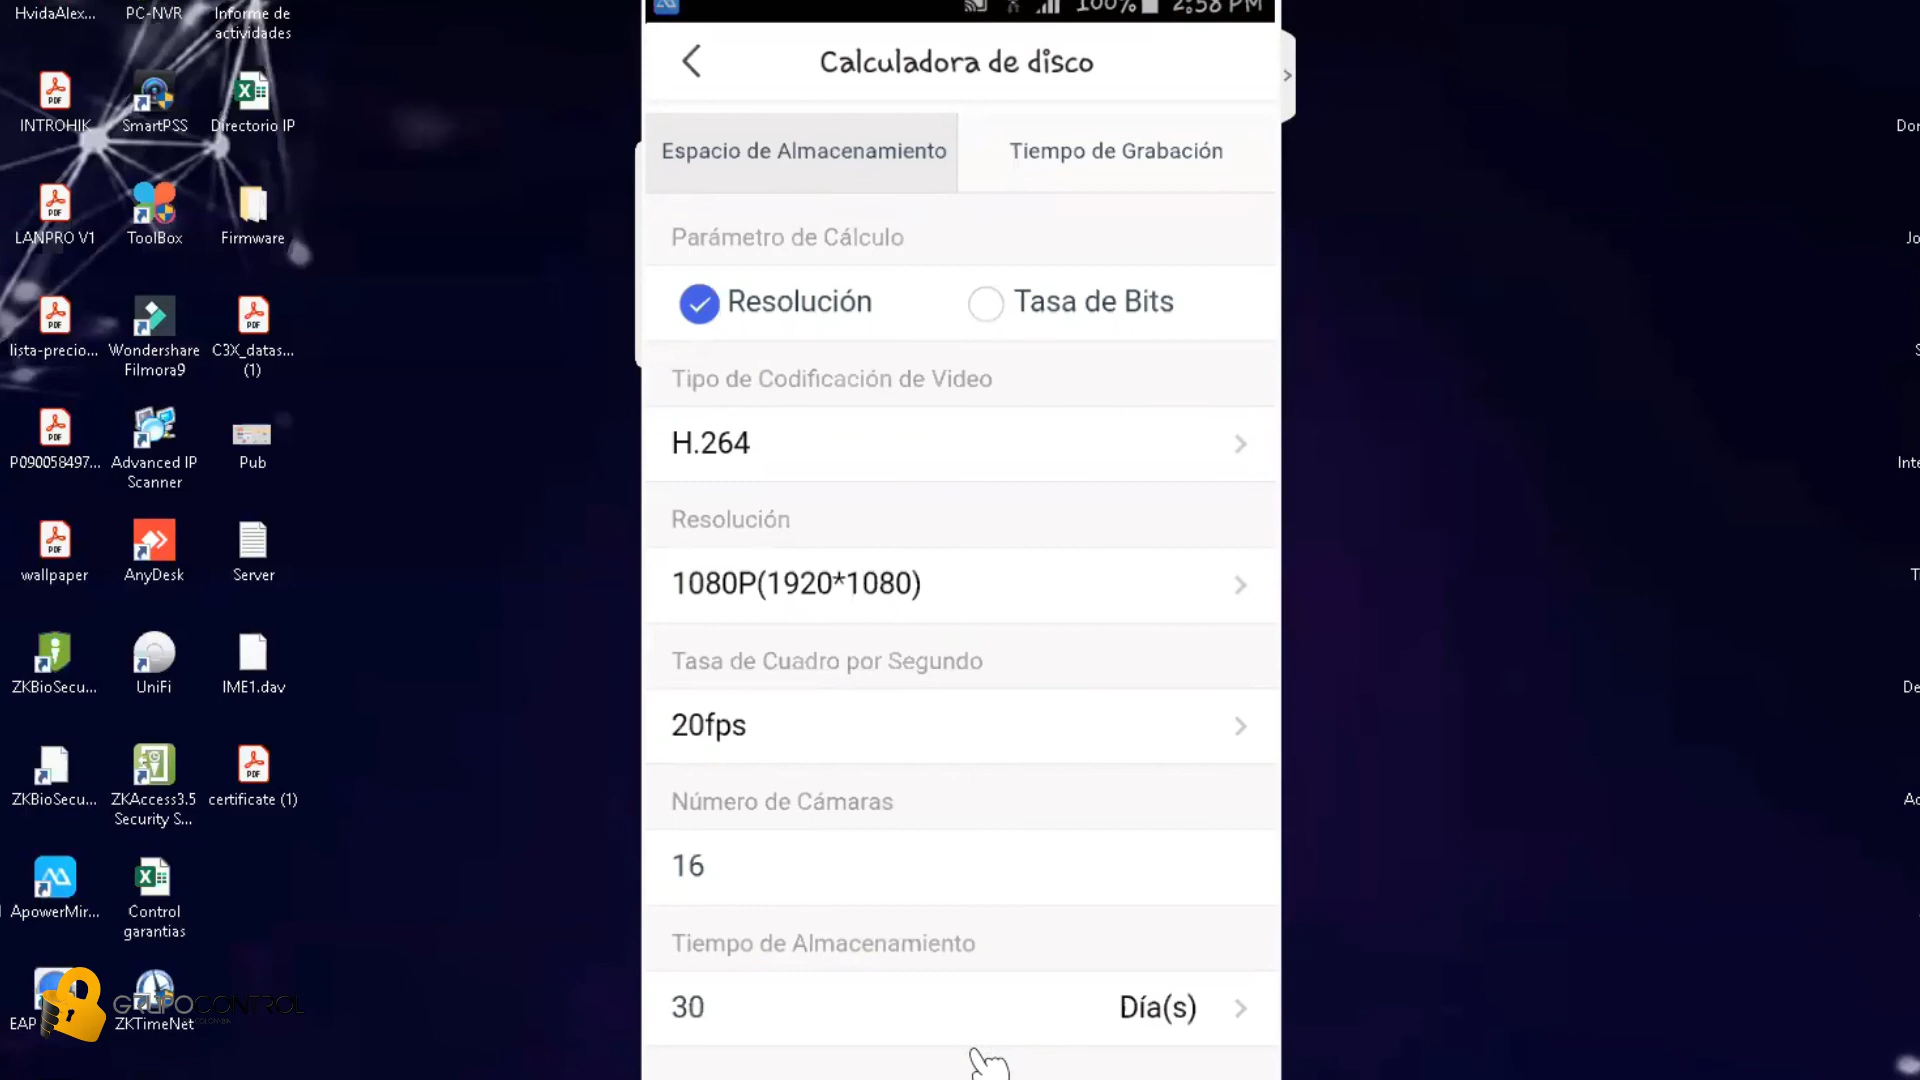 HvidaAlex...
PC-NVR
Informe de
actividades
INTROHIK
SmartPSS
Directorio IP
LANPRO V1
ToolBox
Firmware
lista-precio...
Wondershare
Filmora9
C3X_datas...
(1)
P090058497...
Advanced IP
Scanner
Pub
wallpaper
AnyDesk
Server
ZKBioSecu...
UniFi
IME1.dav
ZKBioSecu...
ZKAccess3.5
Security S...
certificate (1)
ApowerMir...
Control
garantias
EAP
ZKTimeNet
GRUPOCONTROL
COLOMBIA
100% 2:58 PM
Calculadora de disco
Espacio de Almacenamiento
Tiempo de Grabación
Parámetro de Cálculo
Resolución
Tasa de Bits
Tipo de Codificación de Video
H.264
Resolución
1080P(1920*1080)
Tasa de Cuadro por Segundo
20fps
Número de Cámaras
16
Tiempo de Almacenamiento
30
Día(s)